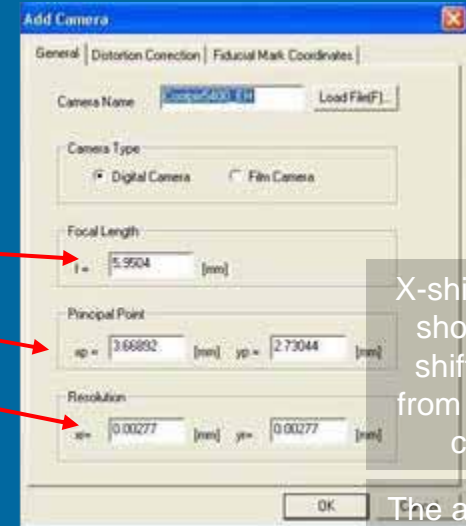 Add Camera
General Distortion Correction Fiducial Mark Coordinates
Camera Name Load File(F)...
Camera Type
Digital Camera Film Camera
Focal Length
f = 5.9504 [mm]
Principal Point
xp = 3.66892 [mm] yp = 2.73044 [mm]
Resolution
xr= 0.00277 [mm] yr= 0.00277 [mm]
OK
X-shi
sho
shif
from
c
The a